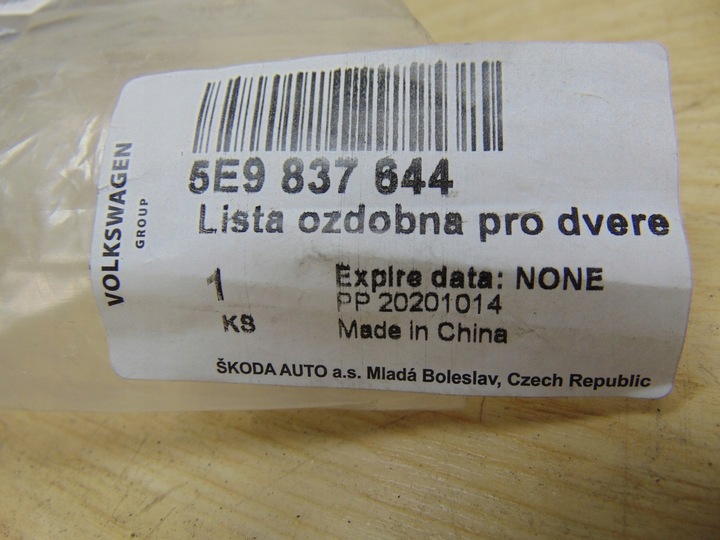 VOLKSWAGEN
GROUP
5E9 837 644
Lista ozdobna pro dvere
1
KS
Expire data: NONE
PP 20201014
Made in China
ŠKODA AUTO a.s. Mladá Boleslav, Czech Republic